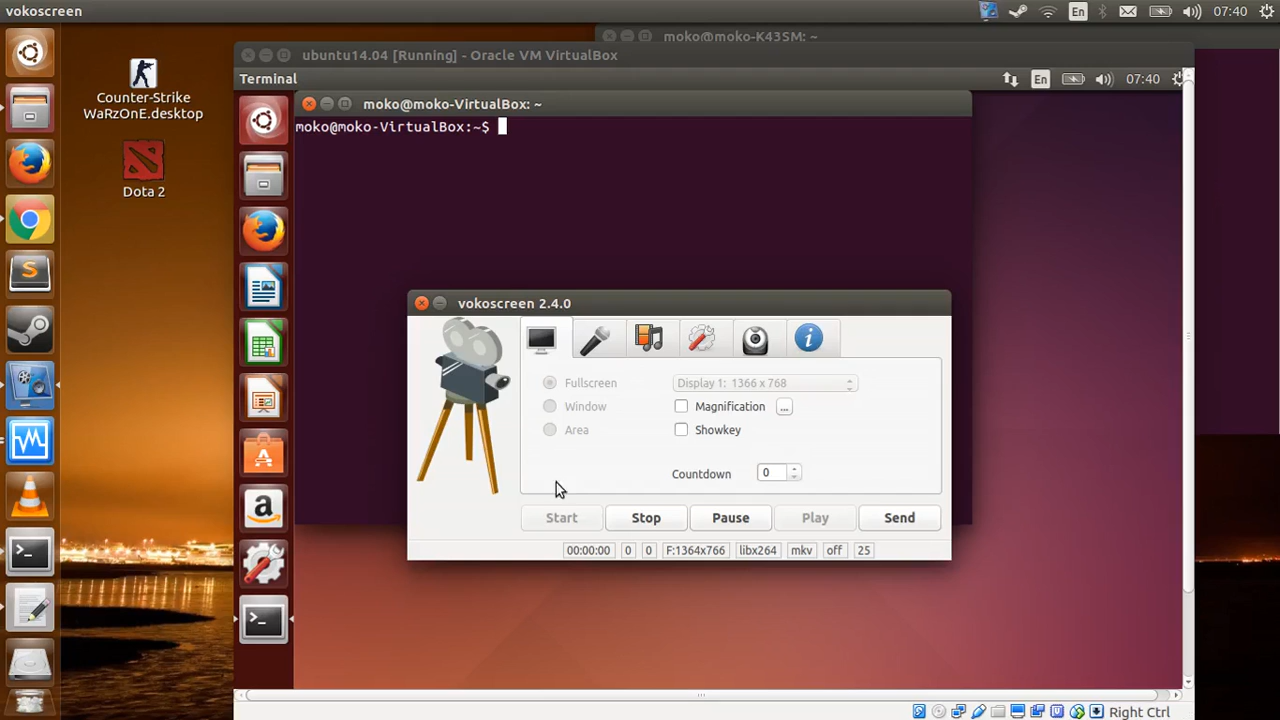 vokoscreen
En
07:40
moko@moko-K43SM: ~
ubuntu14.04 [Running] - Oracle VM VirtualBox
Terminal
En
07:40
Counter-Strike
WaRzOnE.desktop
Dota 2
moko@moko-VirtualBox: ~
moko@moko-VirtualBox:~$
vokoscreen 2.4.0
Fullscreen
Display 1: 1366 x 768
Window
Magnification
...
Area
Showkey
Countdown
0
Start
Stop
Pause
Play
Send
00:00:00
0
0
F:1364x766
libx264
mkv
off
25
Right Ctrl